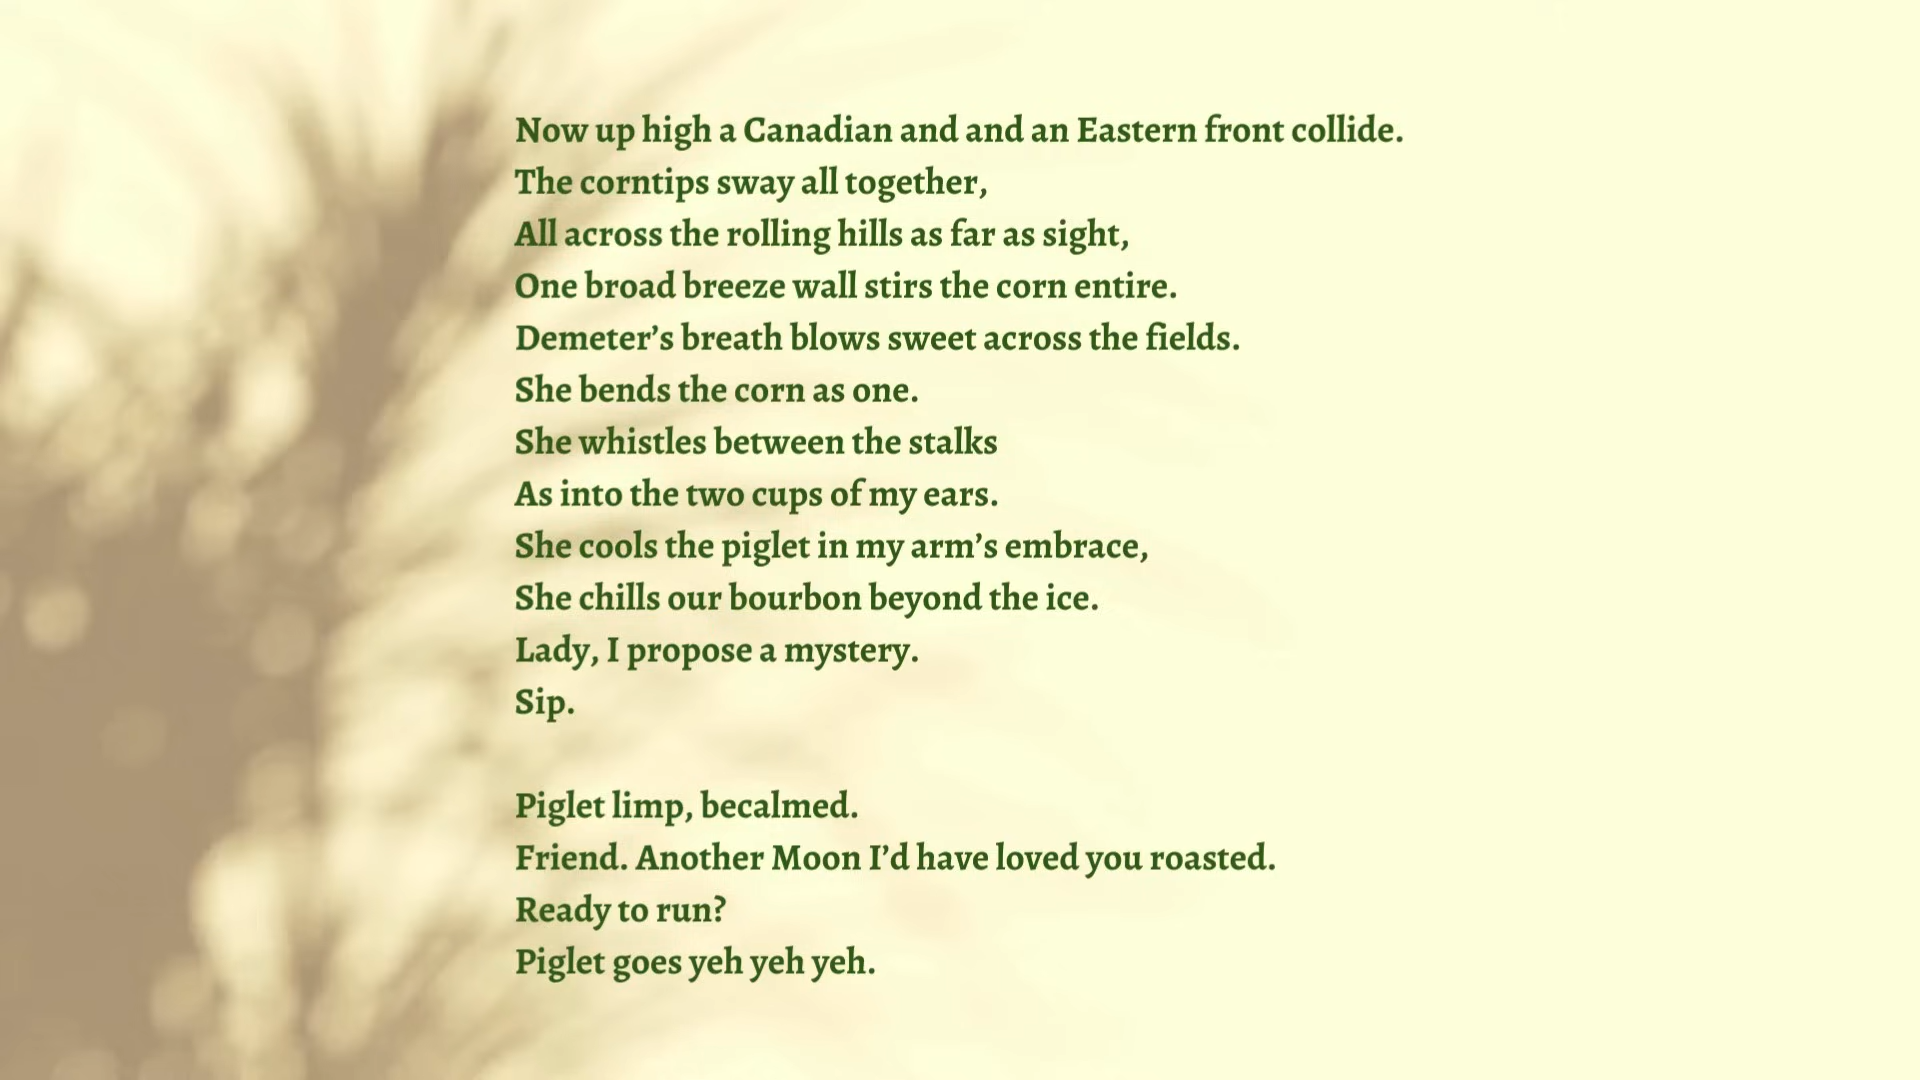 Now up high a Canadian and and an Eastern front collide.
The corntips sway all together,
All across the rolling hills as far as sight,
One broad breeze wall stirs the corn entire.
Demeter’s breath blows sweet across the fields.
She bends the corn as one.
She whistles between the stalks
As into the two cups of my ears.
She cools the piglet in my arm’s embrace,
She chills our bourbon beyond the ice.
Lady, I propose a mystery.
Sip.
Piglet limp, becalmed.
Friend. Another Moon I’d have loved you roasted.
Ready to run?
Piglet goes yeh yeh yeh.